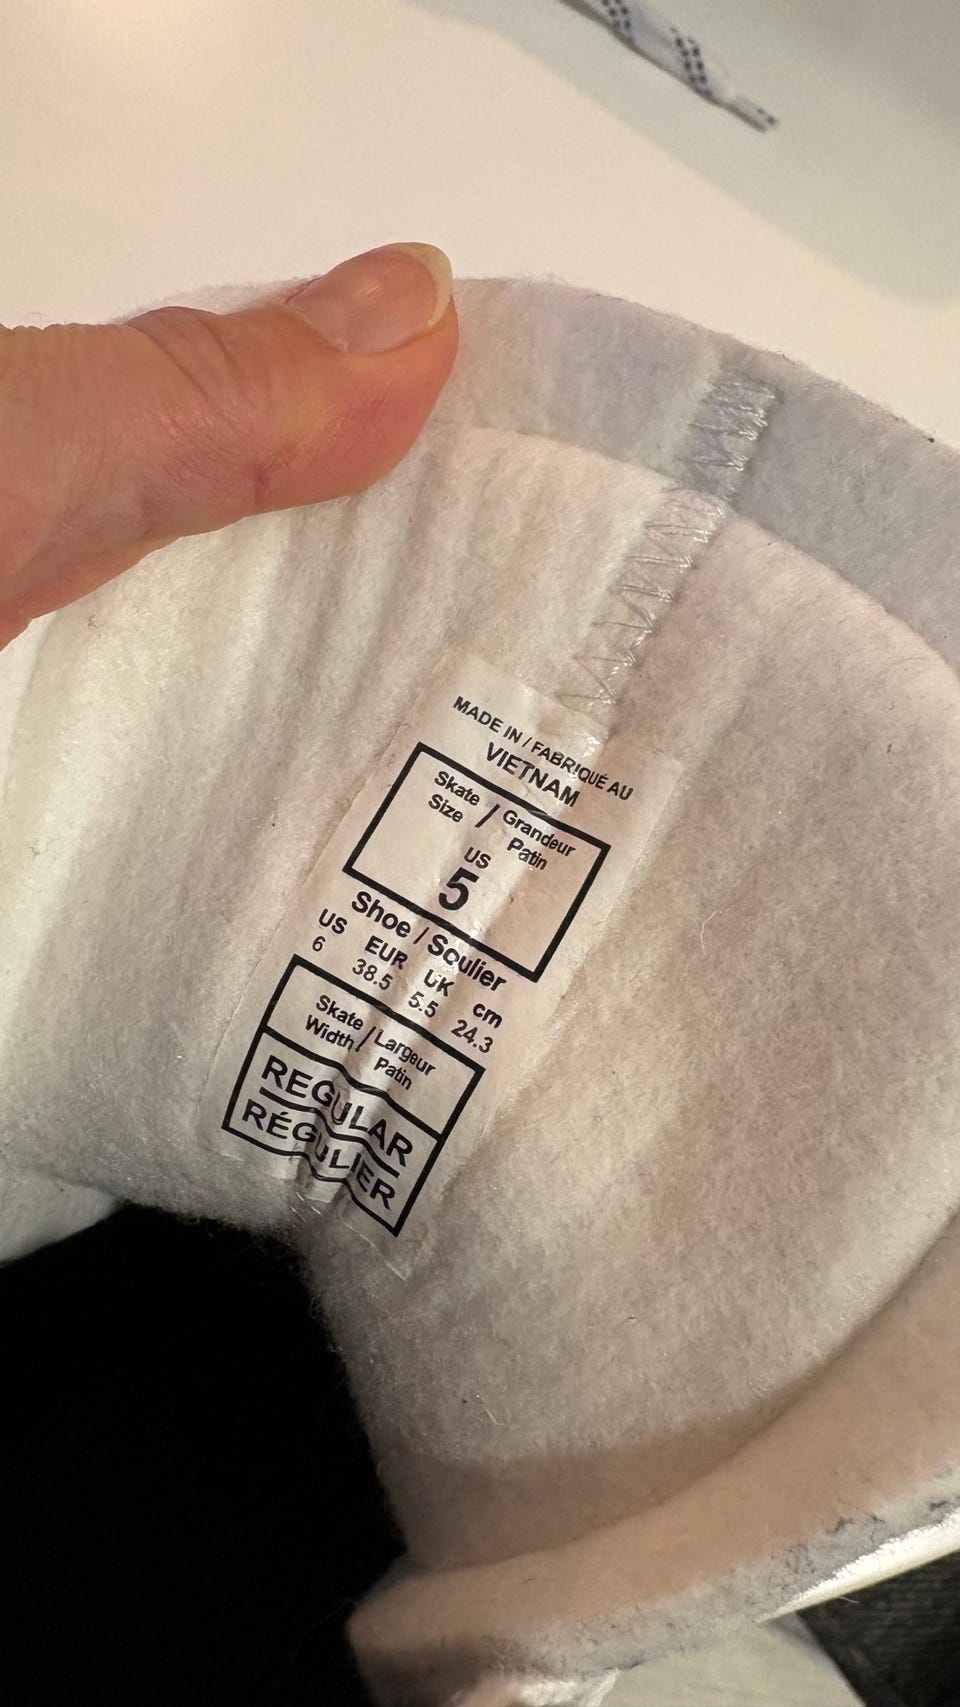 MADE IN / FABRIQUÉ AU
VIETNAM
Skate Size / Grandeur Patin
US
5
Shoe / Soulier
US EUR UK cm
6 38.5 5.5 24.3
Skate Width / Largeur Patin
REGULAR
RÉGULIER